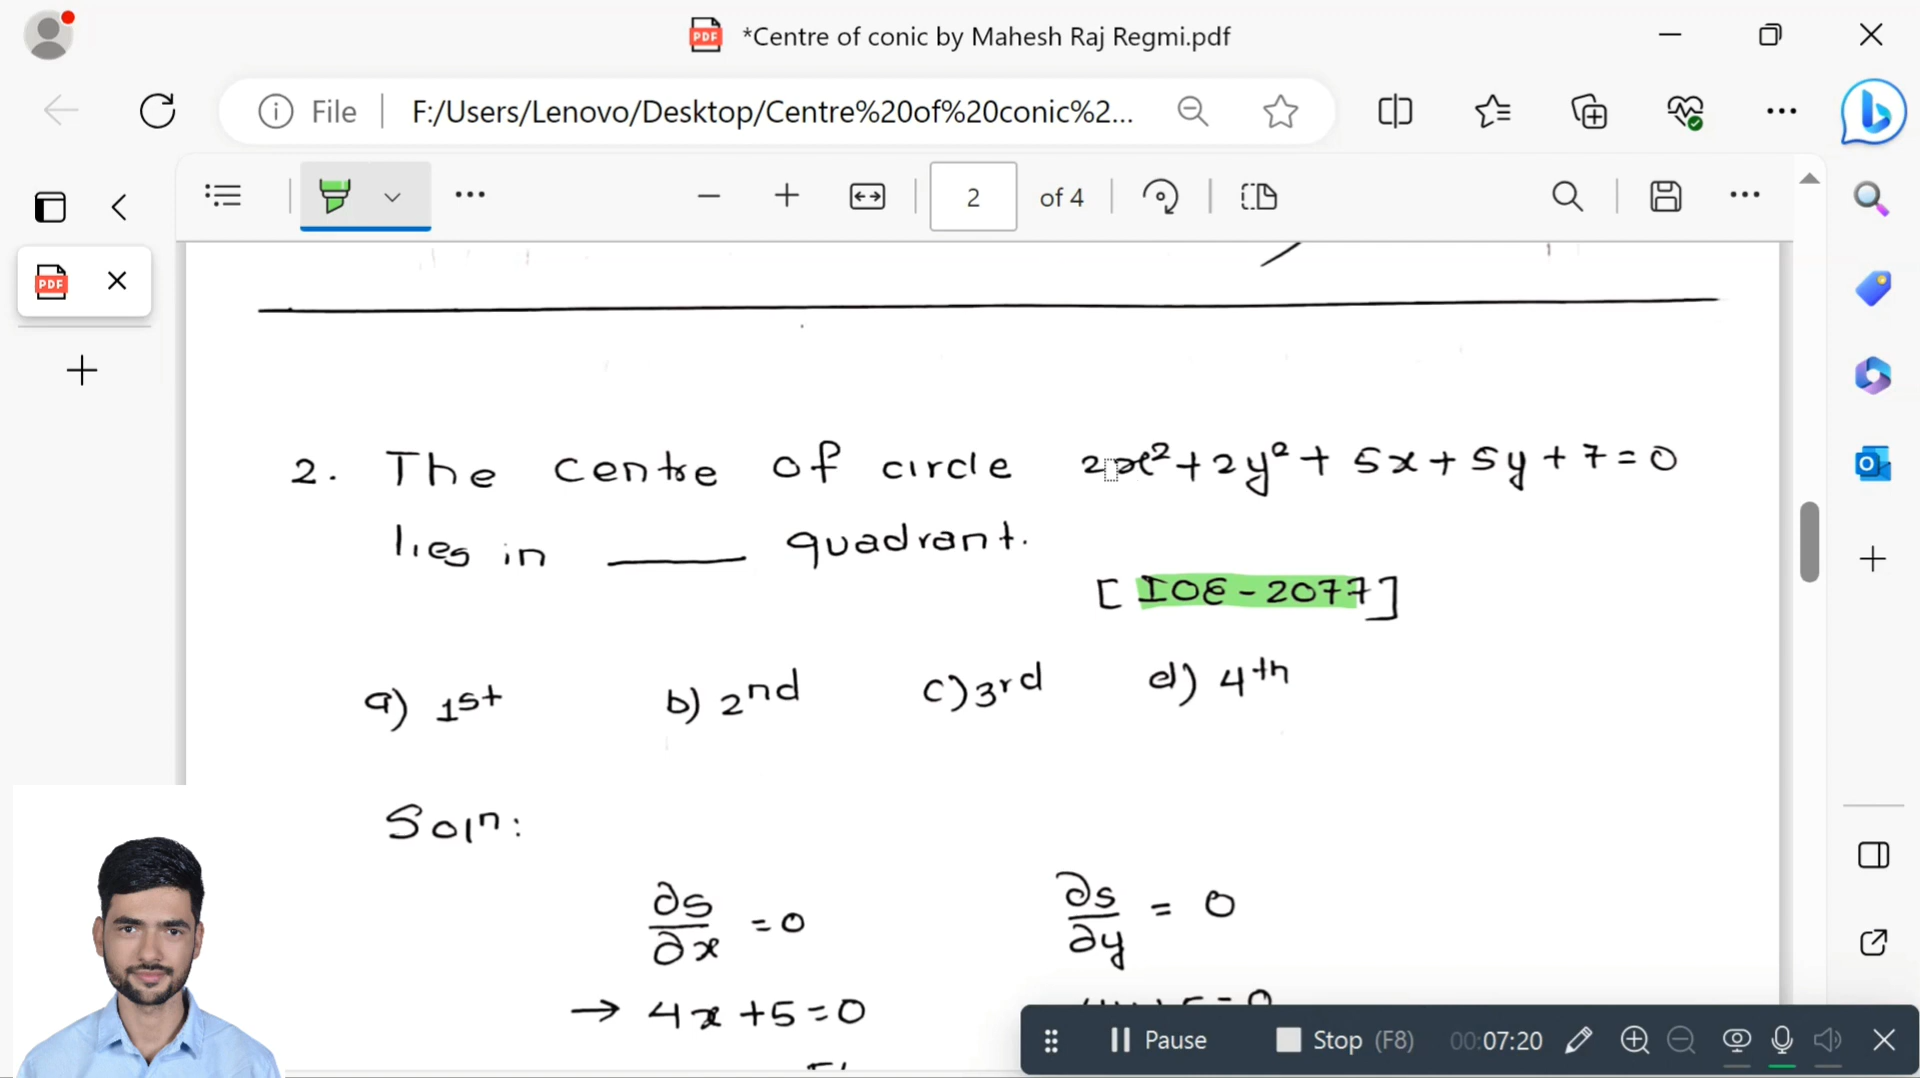 *Centre of conic by Mahesh Raj Regmi.pdf
File F:/Users/Lenovo/Desktop/Centre%20of%20conic%2...
2 of 4
2. The centre of circle 2x²+2y²+5x+5y+7=0
lies in ____ quadrant.
[IOE-2077]
a) 1st b) 2nd c) 3rd d) 4th
Soln:
∂s/∂x = 0 ∂s/∂y = 0
→ 4x+5=0
Pause Stop (F8) 00:07:20